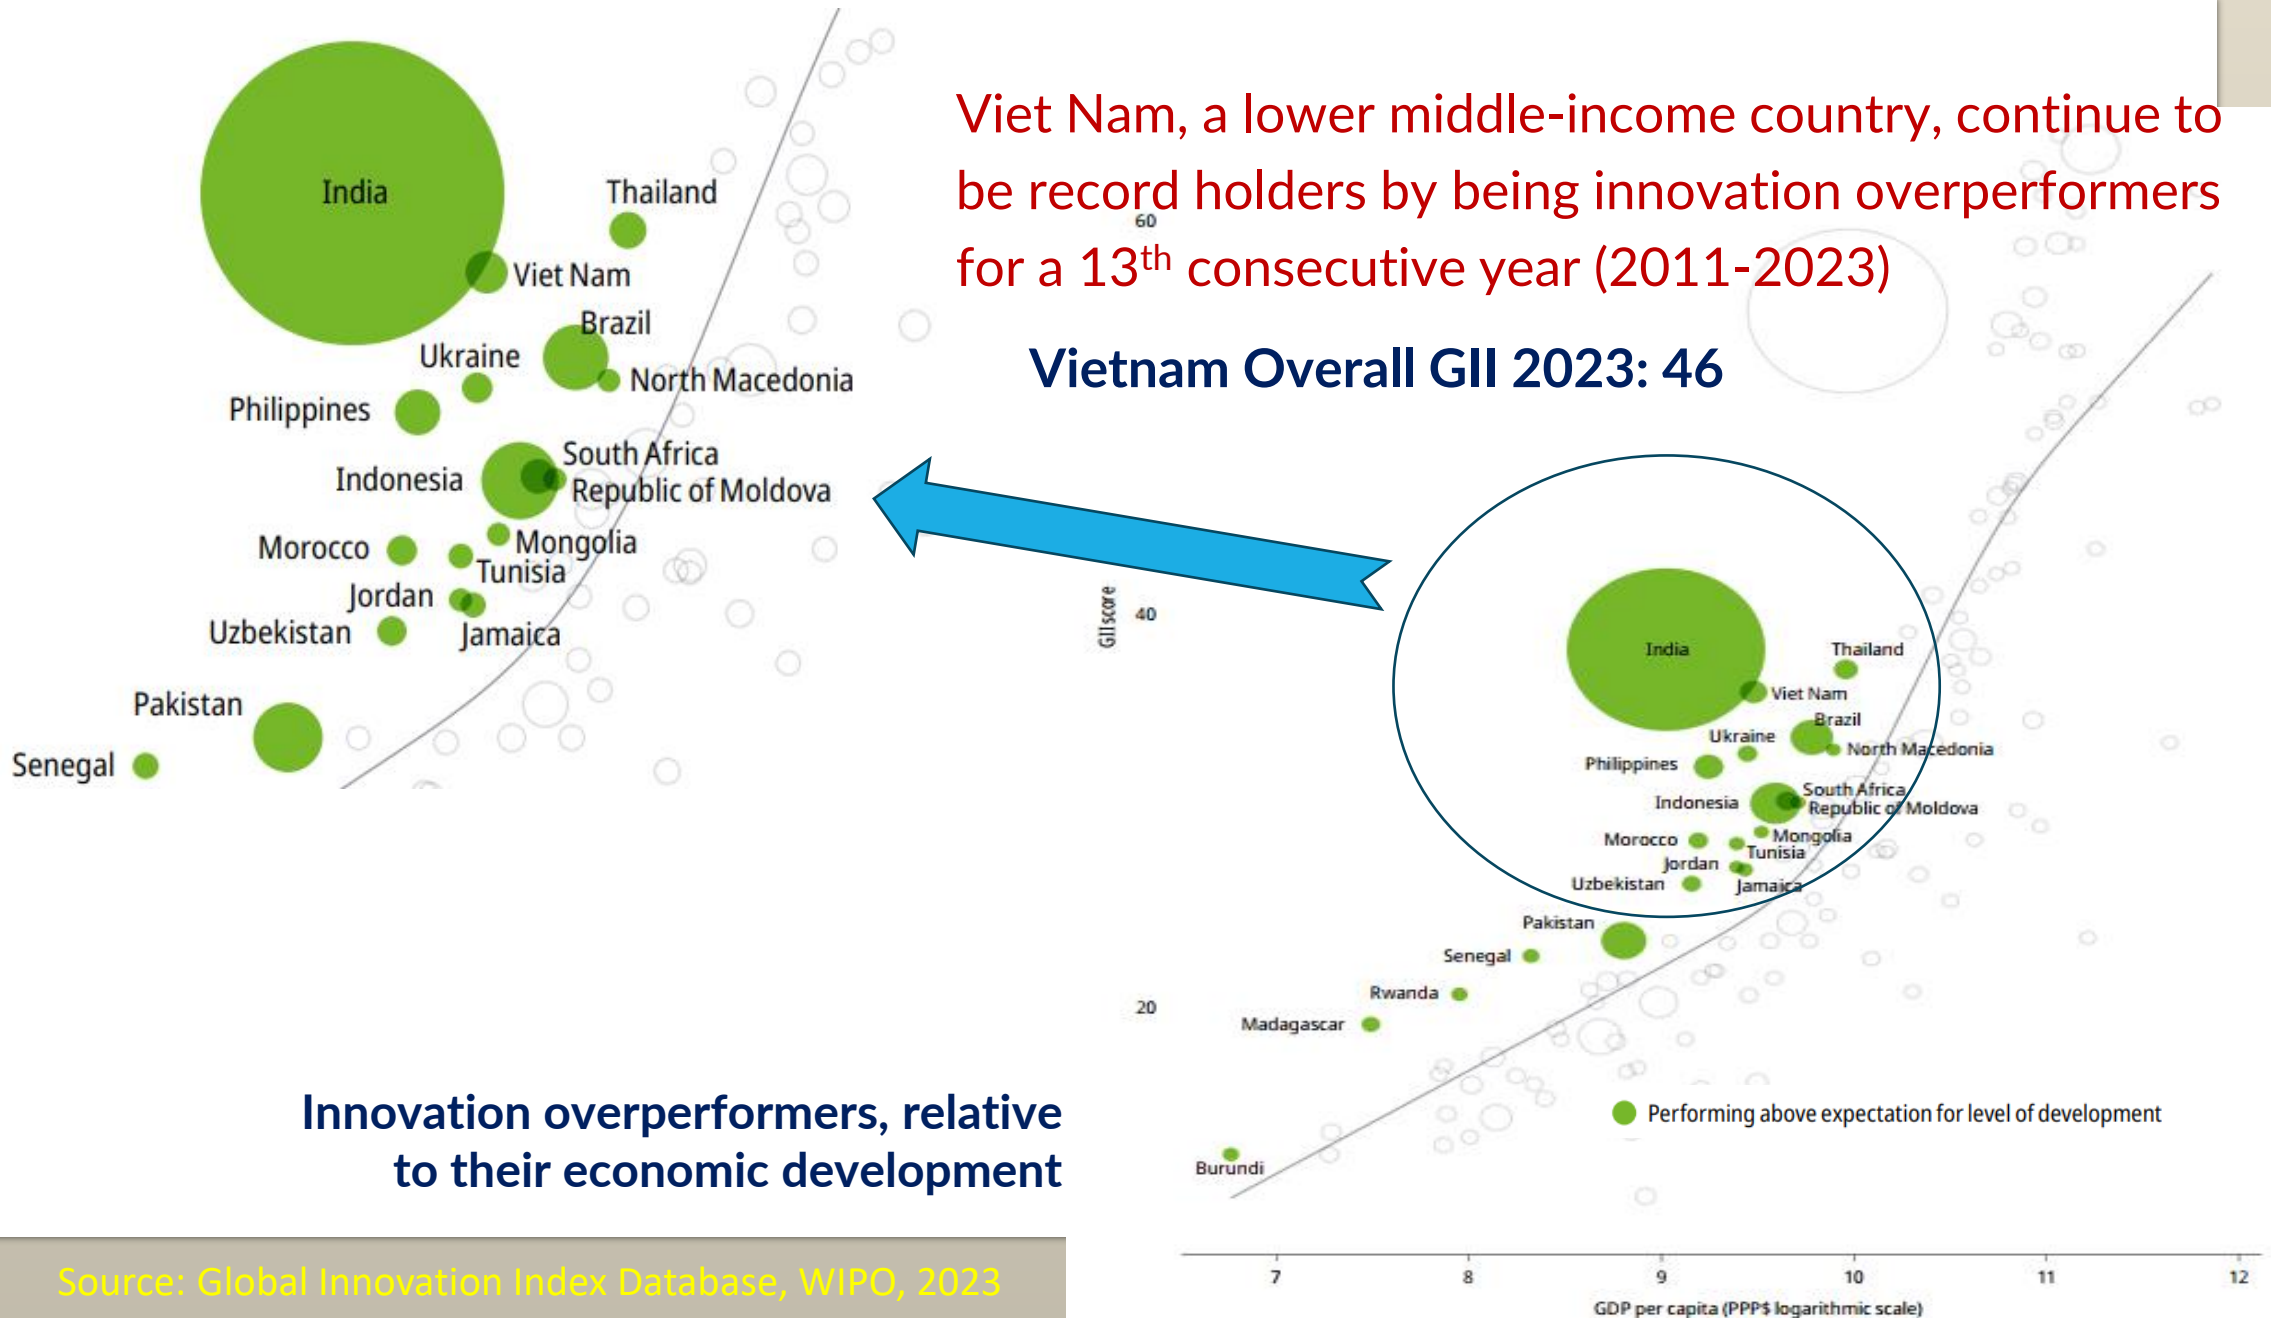 India
Thailand
Viet Nam
Brazil
Ukraine
North Macedonia
Philippines
South Africa
Indonesia
Republic of Moldova
Morocco
Mongolia
Tunisia
Jordan
Uzbekistan
Jamaica
Pakistan
Senegal
Viet Nam, a lower middle-income country, continue to
be record holders by being innovation overperformers
for a 13th consecutive year (2011-2023)
Vietnam Overall GII 2023: 46
60
40
20
GII score
India
Thailand
Viet Nam
Brazil
Ukraine
North Macedonia
Philippines
South Africa
Indonesia
Republic of Moldova
Morocco
Mongolia
Tunisia
Jordan
Uzbekistan
Jamaica
Pakistan
Senegal
Rwanda
Madagascar
Burundi
Performing above expectation for level of development
7 8 9 10 11 12
GDP per capita (PPP$ logarithmic scale)
Innovation overperformers, relative
to their economic development
Source: Global Innovation Index Database, WIPO, 2023